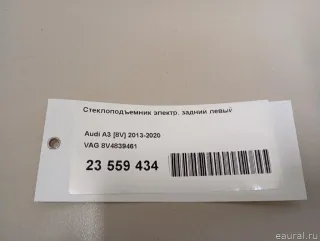 Стеклоподъемник электр. задний левый
Audi A3 [8V] 2013-2020
VAG 8V4839461
23 559 434
eaural.ru